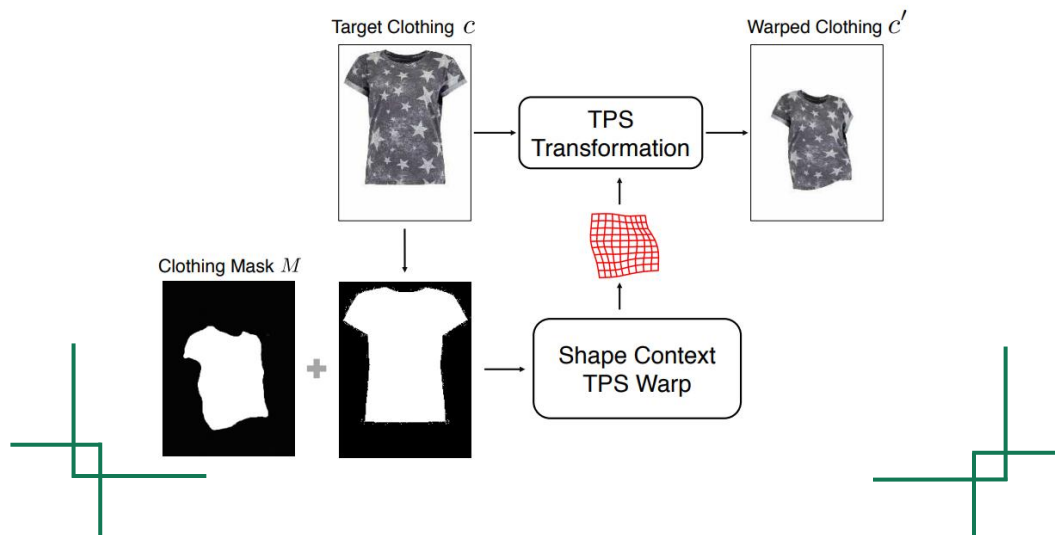 Target Clothing c
Warped Clothing c′
TPS
Transformation
Clothing Mask M
Shape Context
TPS Warp